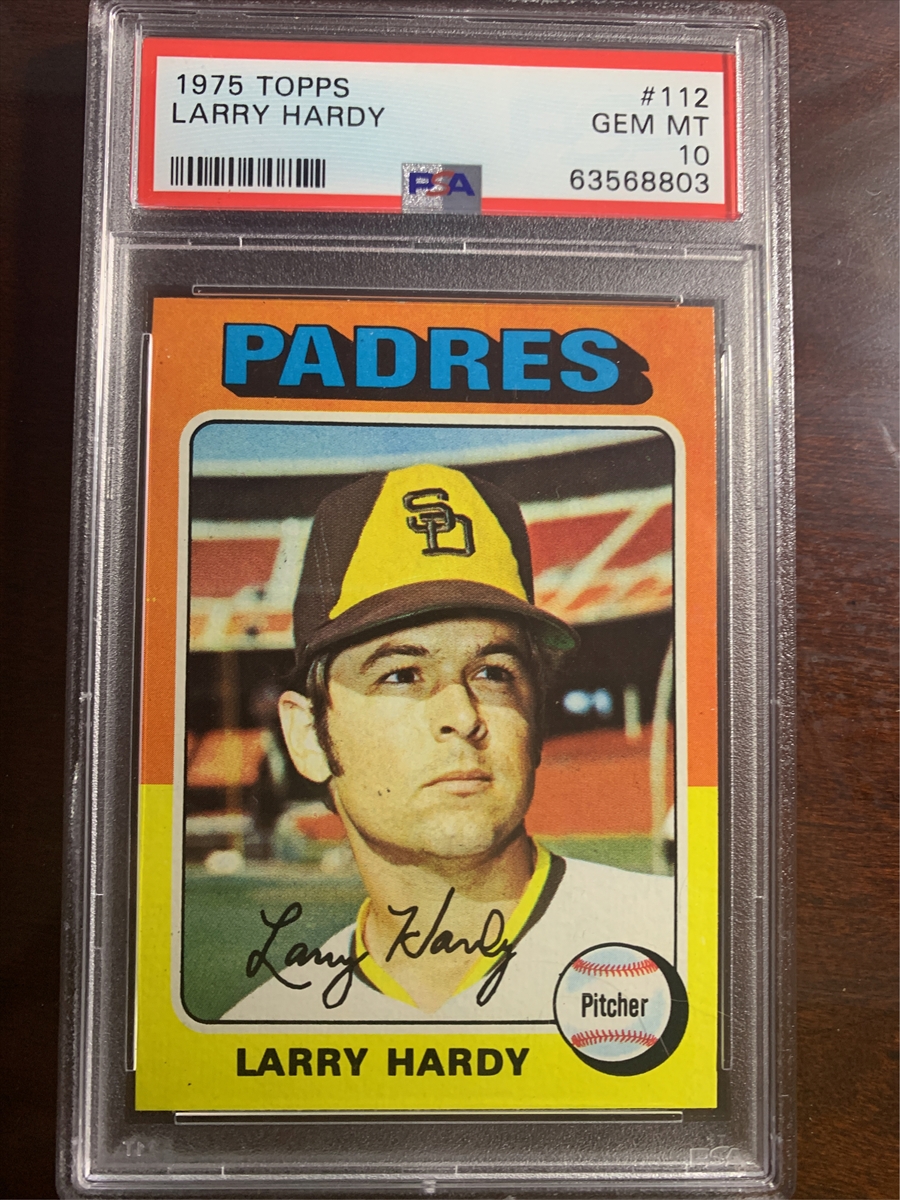 1975 TOPPS #112
LARRY HARDY GEM MT
10
PSA 63568803
PADRES
SD
Larry Hardy
Pitcher
LARRY HARDY